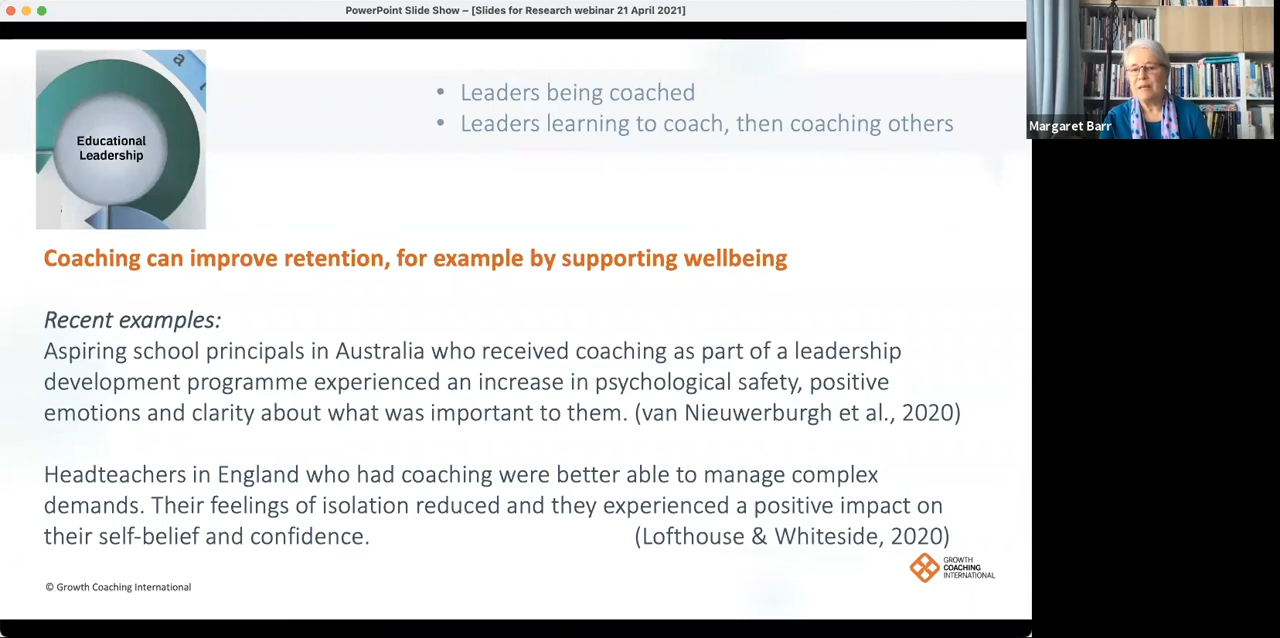 PowerPoint Slide Show – [Slides for Research webinar 21 April 2021]
Margaret Barr
a
Educational
Leadership
• Leaders being coached
• Leaders learning to coach, then coaching others
Coaching can improve retention, for example by supporting wellbeing
Recent examples:
Aspiring school principals in Australia who received coaching as part of a leadership
development programme experienced an increase in psychological safety, positive
emotions and clarity about what was important to them. (van Nieuwerburgh et al., 2020)
Headteachers in England who had coaching were better able to manage complex
demands. Their feelings of isolation reduced and they experienced a positive impact on
their self-belief and confidence. (Lofthouse & Whiteside, 2020)
GROWTH
COACHING
INTERNATIONAL
© Growth Coaching International